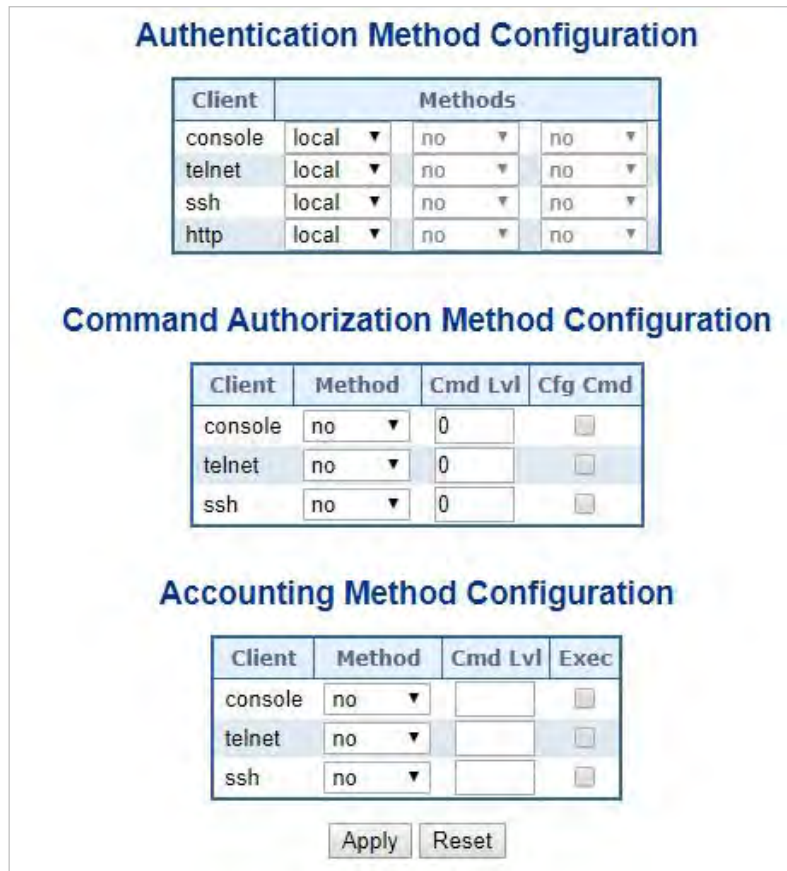 Authentication Method Configuration
Client Methods
console local no no
telnet local no no
ssh local no no
http local no no
Command Authorization Method Configuration
Client Method Cmd Lvl Cfg Cmd
console no 0
telnet no 0
ssh no 0
Accounting Method Configuration
Client Method Cmd Lvl Exec
console no
telnet no
ssh no
Apply Reset